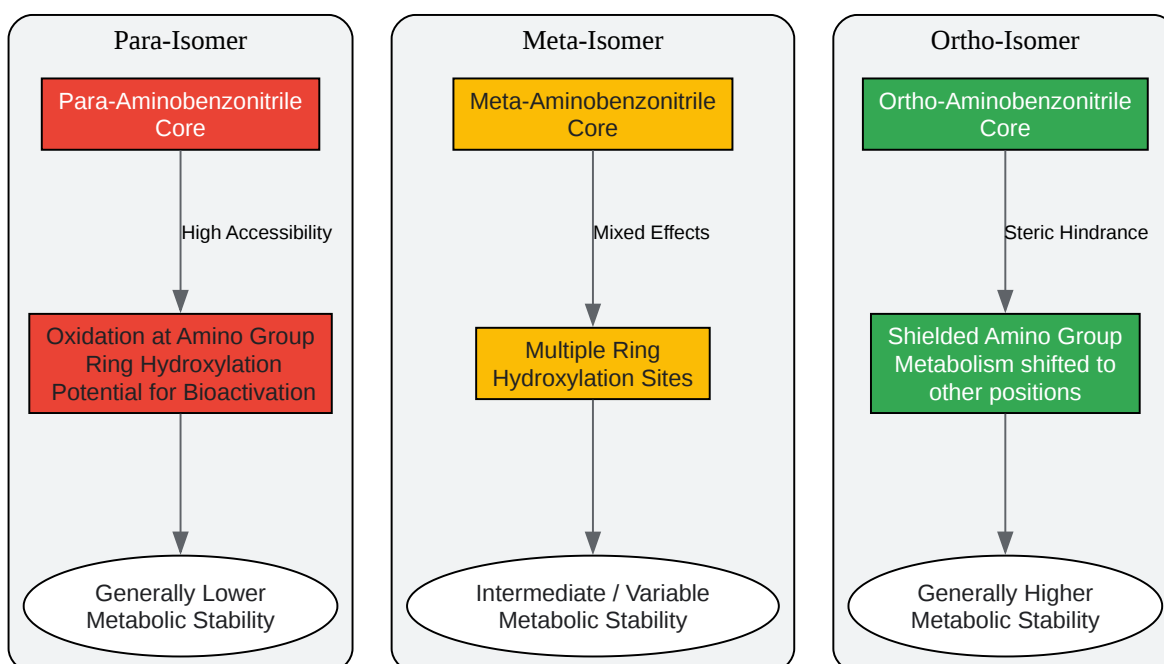 Para-Isomer
Para-Aminobenzonitrile
Core
High Accessibility
Oxidation at Amino Group
Ring Hydroxylation
Potential for Bioactivation
Generally Lower
Metabolic Stability
Meta-Isomer
Meta-Aminobenzonitrile
Core
Mixed Effects
Multiple Ring
Hydroxylation Sites
Intermediate / Variable
Metabolic Stability
Ortho-Isomer
Ortho-Aminobenzonitrile
Core
Steric Hindrance
Shielded Amino Group
Metabolism shifted to
other positions
Generally Higher
Metabolic Stability